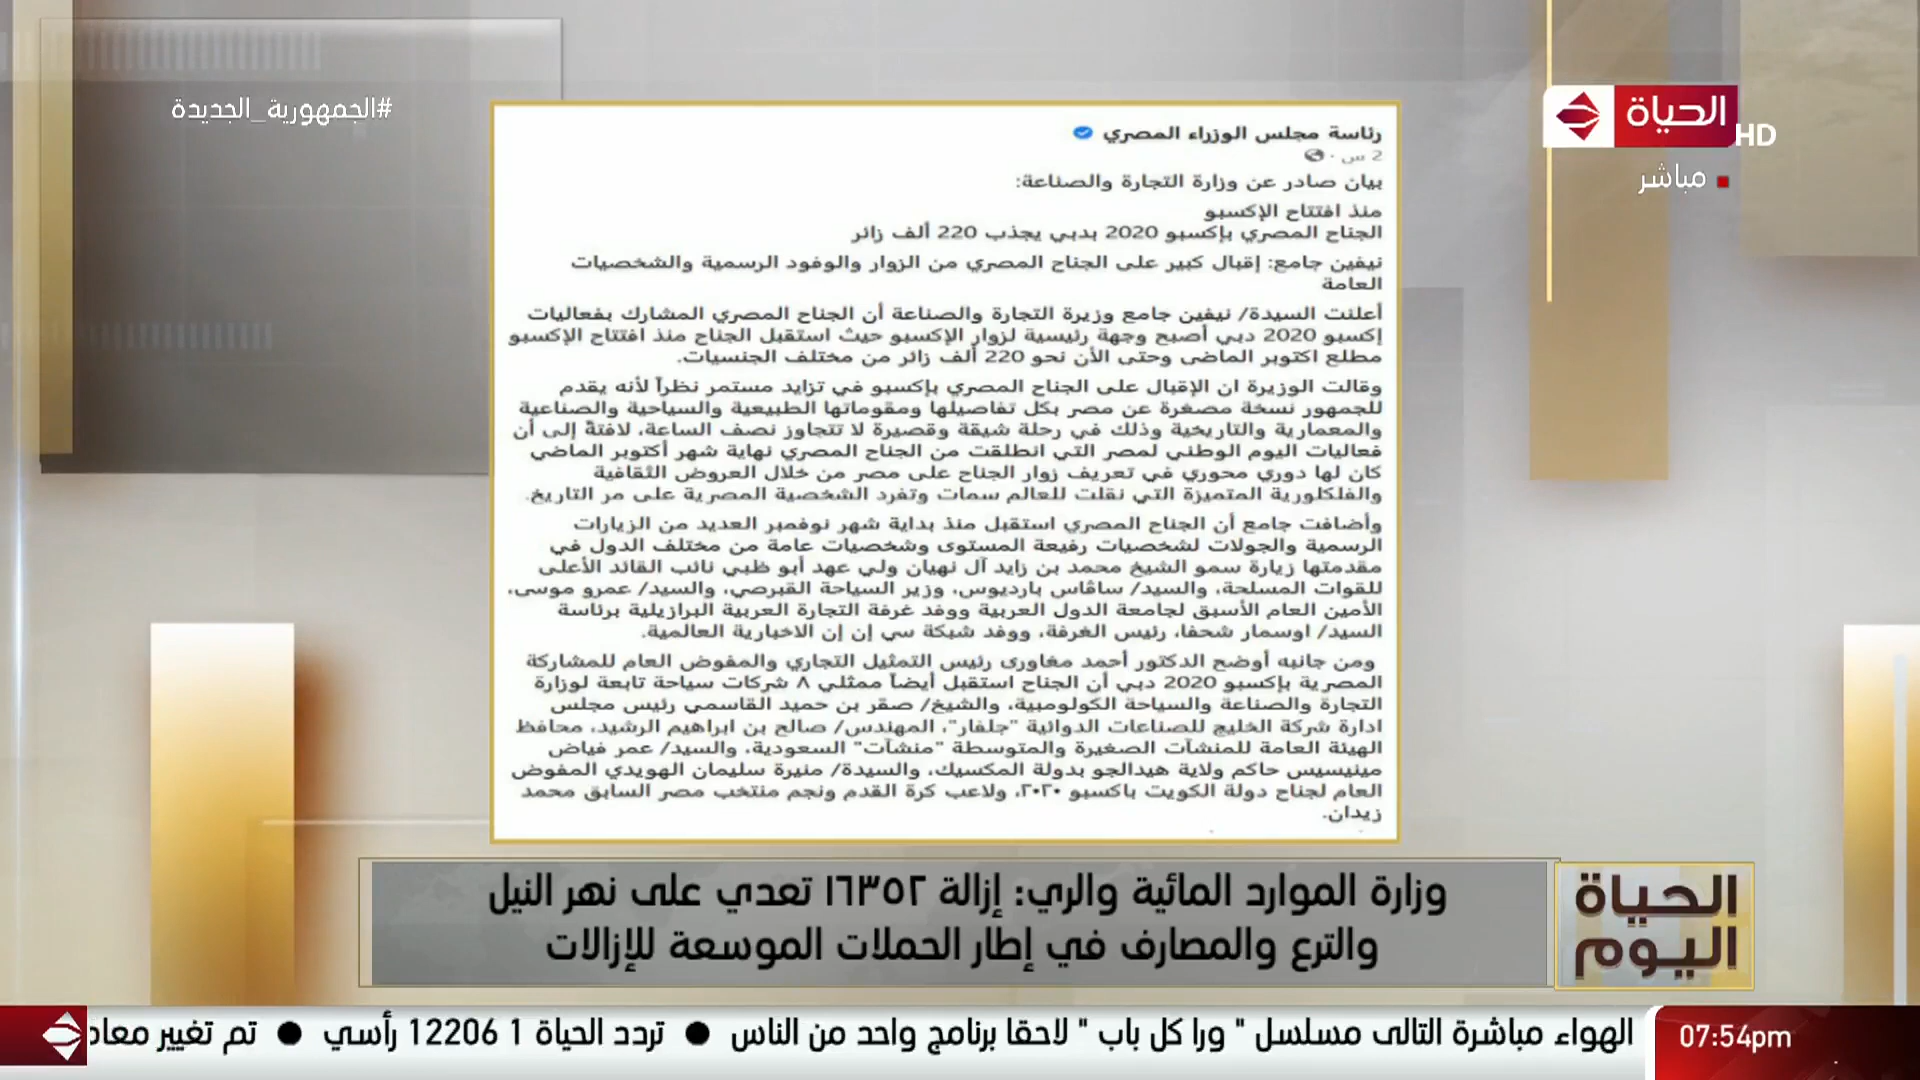 #الجمهورية_الجديدة
الحياة
HD
مباشر
رئاسة مجلس الوزراء المصري
2 س ·
بيان صادر عن وزارة التجارة والصناعة:
منذ افتتاح الإكسبو
الجناح المصري بإكسبو 2020 بدبي يجذب 220 ألف زائر
نيفين جامع: إقبال كبير على الجناح المصري من الزوار والوفود الرسمية والشخصيات
العامة
أعلنت السيدة/ نيفين جامع وزيرة التجارة والصناعة أن الجناح المصري المشارك بفعاليات
إكسبو 2020 دبي أصبح وجهة رئيسية لزوار الإكسبو حيث استقبل الجناح منذ افتتاح الإكسبو
مطلع اكتوبر الماضى وحتى الأن نحو 220 ألف زائر من مختلف الجنسيات.
وقالت الوزيرة ان الإقبال على الجناح المصري بإكسبو في تزايد مستمر نظراً لأنه يقدم
للجمهور نسخة مصغرة عن مصر بكل تفاصيلها ومقوماتها الطبيعية والسياحية والصناعية
والمعمارية والتاريخية وذلك في رحلة شيقة وقصيرة لا تتجاوز نصف الساعة، لافتةً إلى أن
فعاليات اليوم الوطني لمصر التي انطلقت من الجناح المصري نهاية شهر أكتوبر الماضي
كان لها دوري محوري في تعريف زوار الجناح على مصر من خلال العروض الثقافية
والفلكلورية المتميزة التي نقلت للعالم سمات وتفرد الشخصية المصرية على مر التاريخ.
وأضافت جامع أن الجناح المصري استقبل منذ بداية شهر نوفمبر العديد من الزيارات
الرسمية والجولات لشخصيات رفيعة المستوى وشخصيات عامة من مختلف الدول في
مقدمتها زيارة سمو الشيخ محمد بن زايد آل نهيان ولي عهد أبو ظبي نائب القائد الأعلى
للقوات المسلحة، والسيد/ ساڤاس بارديوس، وزير السياحة القبرصي، والسيد/ عمرو موسى،
الأمين العام الأسبق لجامعة الدول العربية ووفد غرفة التجارة العربية البرازيلية برئاسة
السيد/ اوسمار شحفا، رئيس الغرفة، ووفد شبكة سي إن إن الاخبارية العالمية.
ومن جانبه أوضح الدكتور أحمد مغاورى رئيس التمثيل التجاري والمفوض العام للمشاركة
المصرية بإكسبو 2020 دبي أن الجناح استقبل أيضاً ممثلي ٨ شركات سياحة تابعة لوزارة
التجارة والصناعة والسياحة الكولومبية، والشيخ/ صقر بن حميد القاسمي رئيس مجلس
ادارة شركة الخليج للصناعات الدوائية "جلفار"، المهندس/ صالح بن ابراهيم الرشيد، محافظ
الهيئة العامة للمنشآت الصغيرة والمتوسطة "منشآت" السعودية، والسيد/ عمر فياض
مينيسيس حاكم ولاية هيدالجو بدولة المكسيك، والسيدة/ منيرة سليمان الهويدي المفوض
العام لجناح دولة الكويت باكسبو ٢٠٢٠، ولاعب كرة القدم ونجم منتخب مصر السابق محمد
زيدان.
وزارة الموارد المائية والري: إزالة ١٦٣٥٢ تعدي على نهر النيل
والترع والمصارف في إطار الحملات الموسعة للإزالات
الحياة
اليوم
الهواء مباشرة التالى مسلسل " ورا كل باب " لاحقا برنامج واحد من الناس ● تردد الحياة 1 12206 رأسي ● تم تغيير معاد
07:54pm